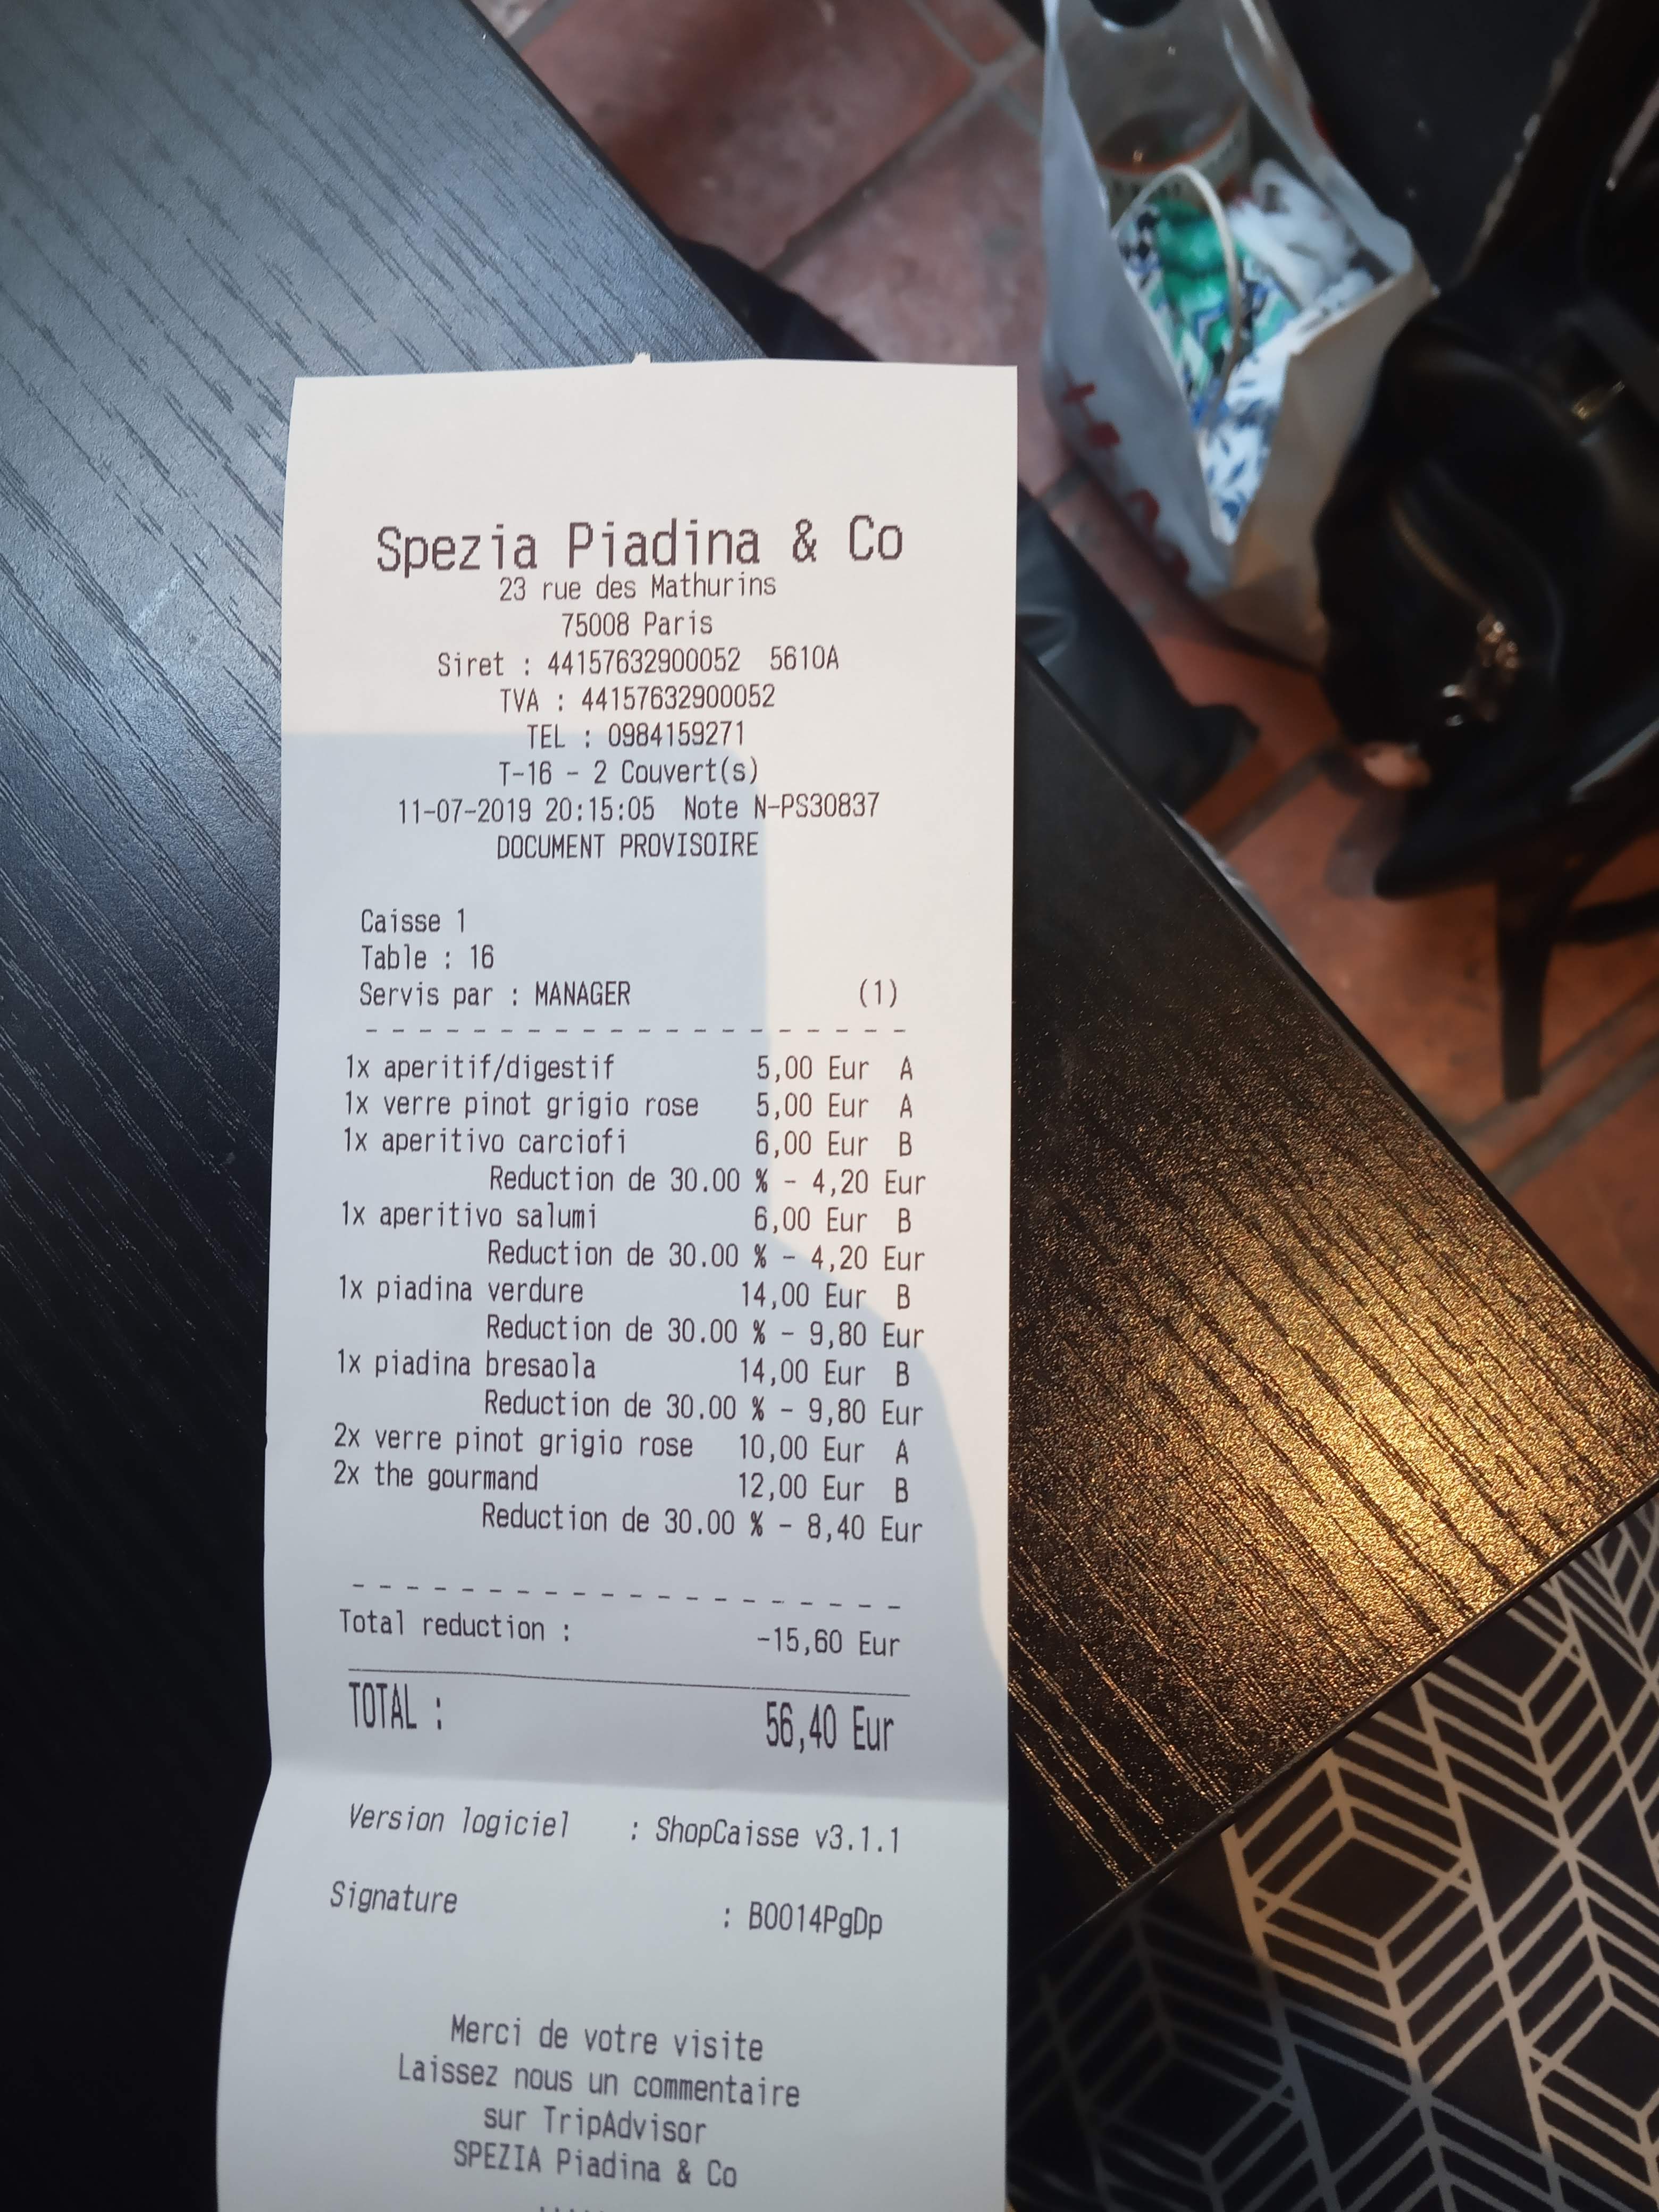 Spezia Piadina & Co
23 rue des Mathurins
75008 Paris
Siret : 44157632900052 5610A
TVA : 44157632900052
TEL : 0984159271
T-16 - 2 Couvert(s)
11-07-2019 20:15:05 Note N-PS30837
DOCUMENT PROVISOIRE
Caisse 1
Table : 16
Servis par : MANAGER (1)
1x aperitif/digestif 5,00 Eur A
1x verre pinot grigio rose 5,00 Eur A
1x aperitivo carciofi 6,00 Eur B
Reduction de 30.00 % - 4,20 Eur
1x aperitivo salumi 6,00 Eur B
Reduction de 30.00 % - 4,20 Eur
1x piadina verdure 14,00 Eur B
Reduction de 30.00 % - 9,80 Eur
1x piadina bresaola 14,00 Eur B
Reduction de 30.00 % - 9,80 Eur
2x verre pinot grigio rose 10,00 Eur A
2x the gourmand 12,00 Eur B
Reduction de 30.00 % - 8,40 Eur
Total reduction : -15,60 Eur
TOTAL : 56,40 Eur
Version logiciel : ShopCaisse v3.1.1
Signature : B0014PgDp
Merci de votre visite
Laissez nous un commentaire
sur TripAdvisor
SPEZIA Piadina & Co